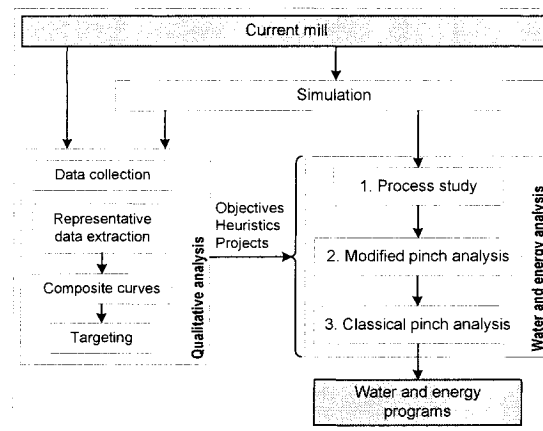 Current mill
Simulation
Data collection
Representative
data extraction
Composite curves
Targeting
Qualitative analysis
Objectives
Heuristics
Projects
1. Process study
2. Modified pinch analysis
3. Classical pinch analysis
Water and energy analysis
Water and energy
programs